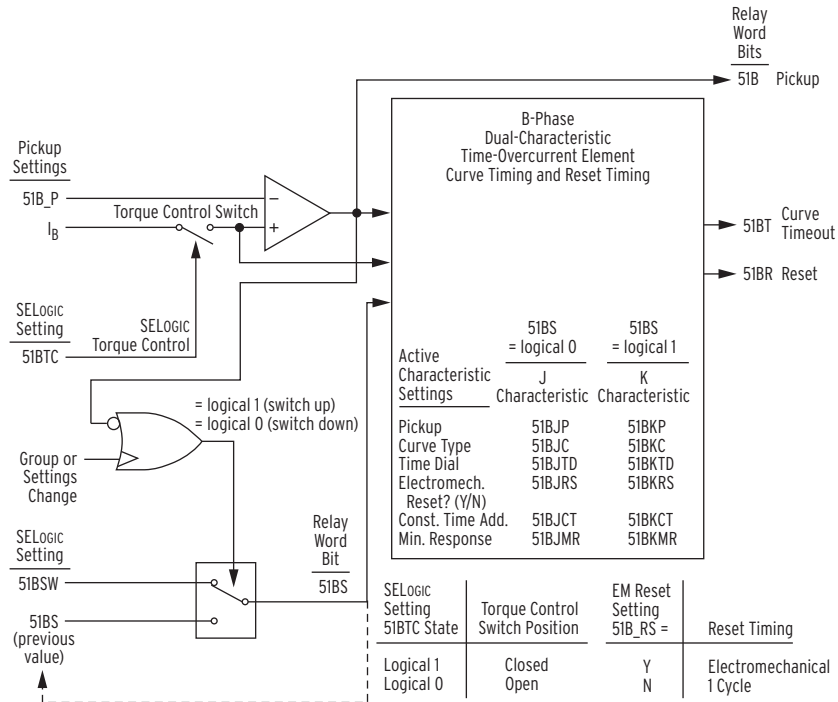 Relay
Word
Bits
51B Pickup
B-Phase
Dual-Characteristic
Time-Overcurrent Element
Curve Timing and Reset Timing
Pickup
Settings
51B_P
I_B
Torque Control Switch
−
+
51BT Curve
Timeout
51BR Reset
SELOGIC
Setting
51BTC
SELOGIC
Torque Control
51BS
= logical 0
51BS
= logical 1
Active
Characteristic
Settings
J
Characteristic
K
Characteristic
Pickup 51BJP 51BKP
Curve Type 51BJC 51BKC
Time Dial 51BJTD 51BKTD
Electromech. 51BJRS 51BKRS
Reset? (Y/N)
Const. Time Add. 51BJCT 51BKCT
Min. Response 51BJMR 51BKMR
= logical 1 (switch up)
= logical 0 (switch down)
Group or
Settings
Change
SELOGIC
Setting
51BSW
51BS
(previous
value)
Relay
Word
Bit
51BS
SELOGIC
Setting
51BTC State
Torque Control
Switch Position
EM Reset
Setting
51B_RS =
Reset Timing
Logical 1 Closed Y Electromechanical
Logical 0 Open N 1 Cycle